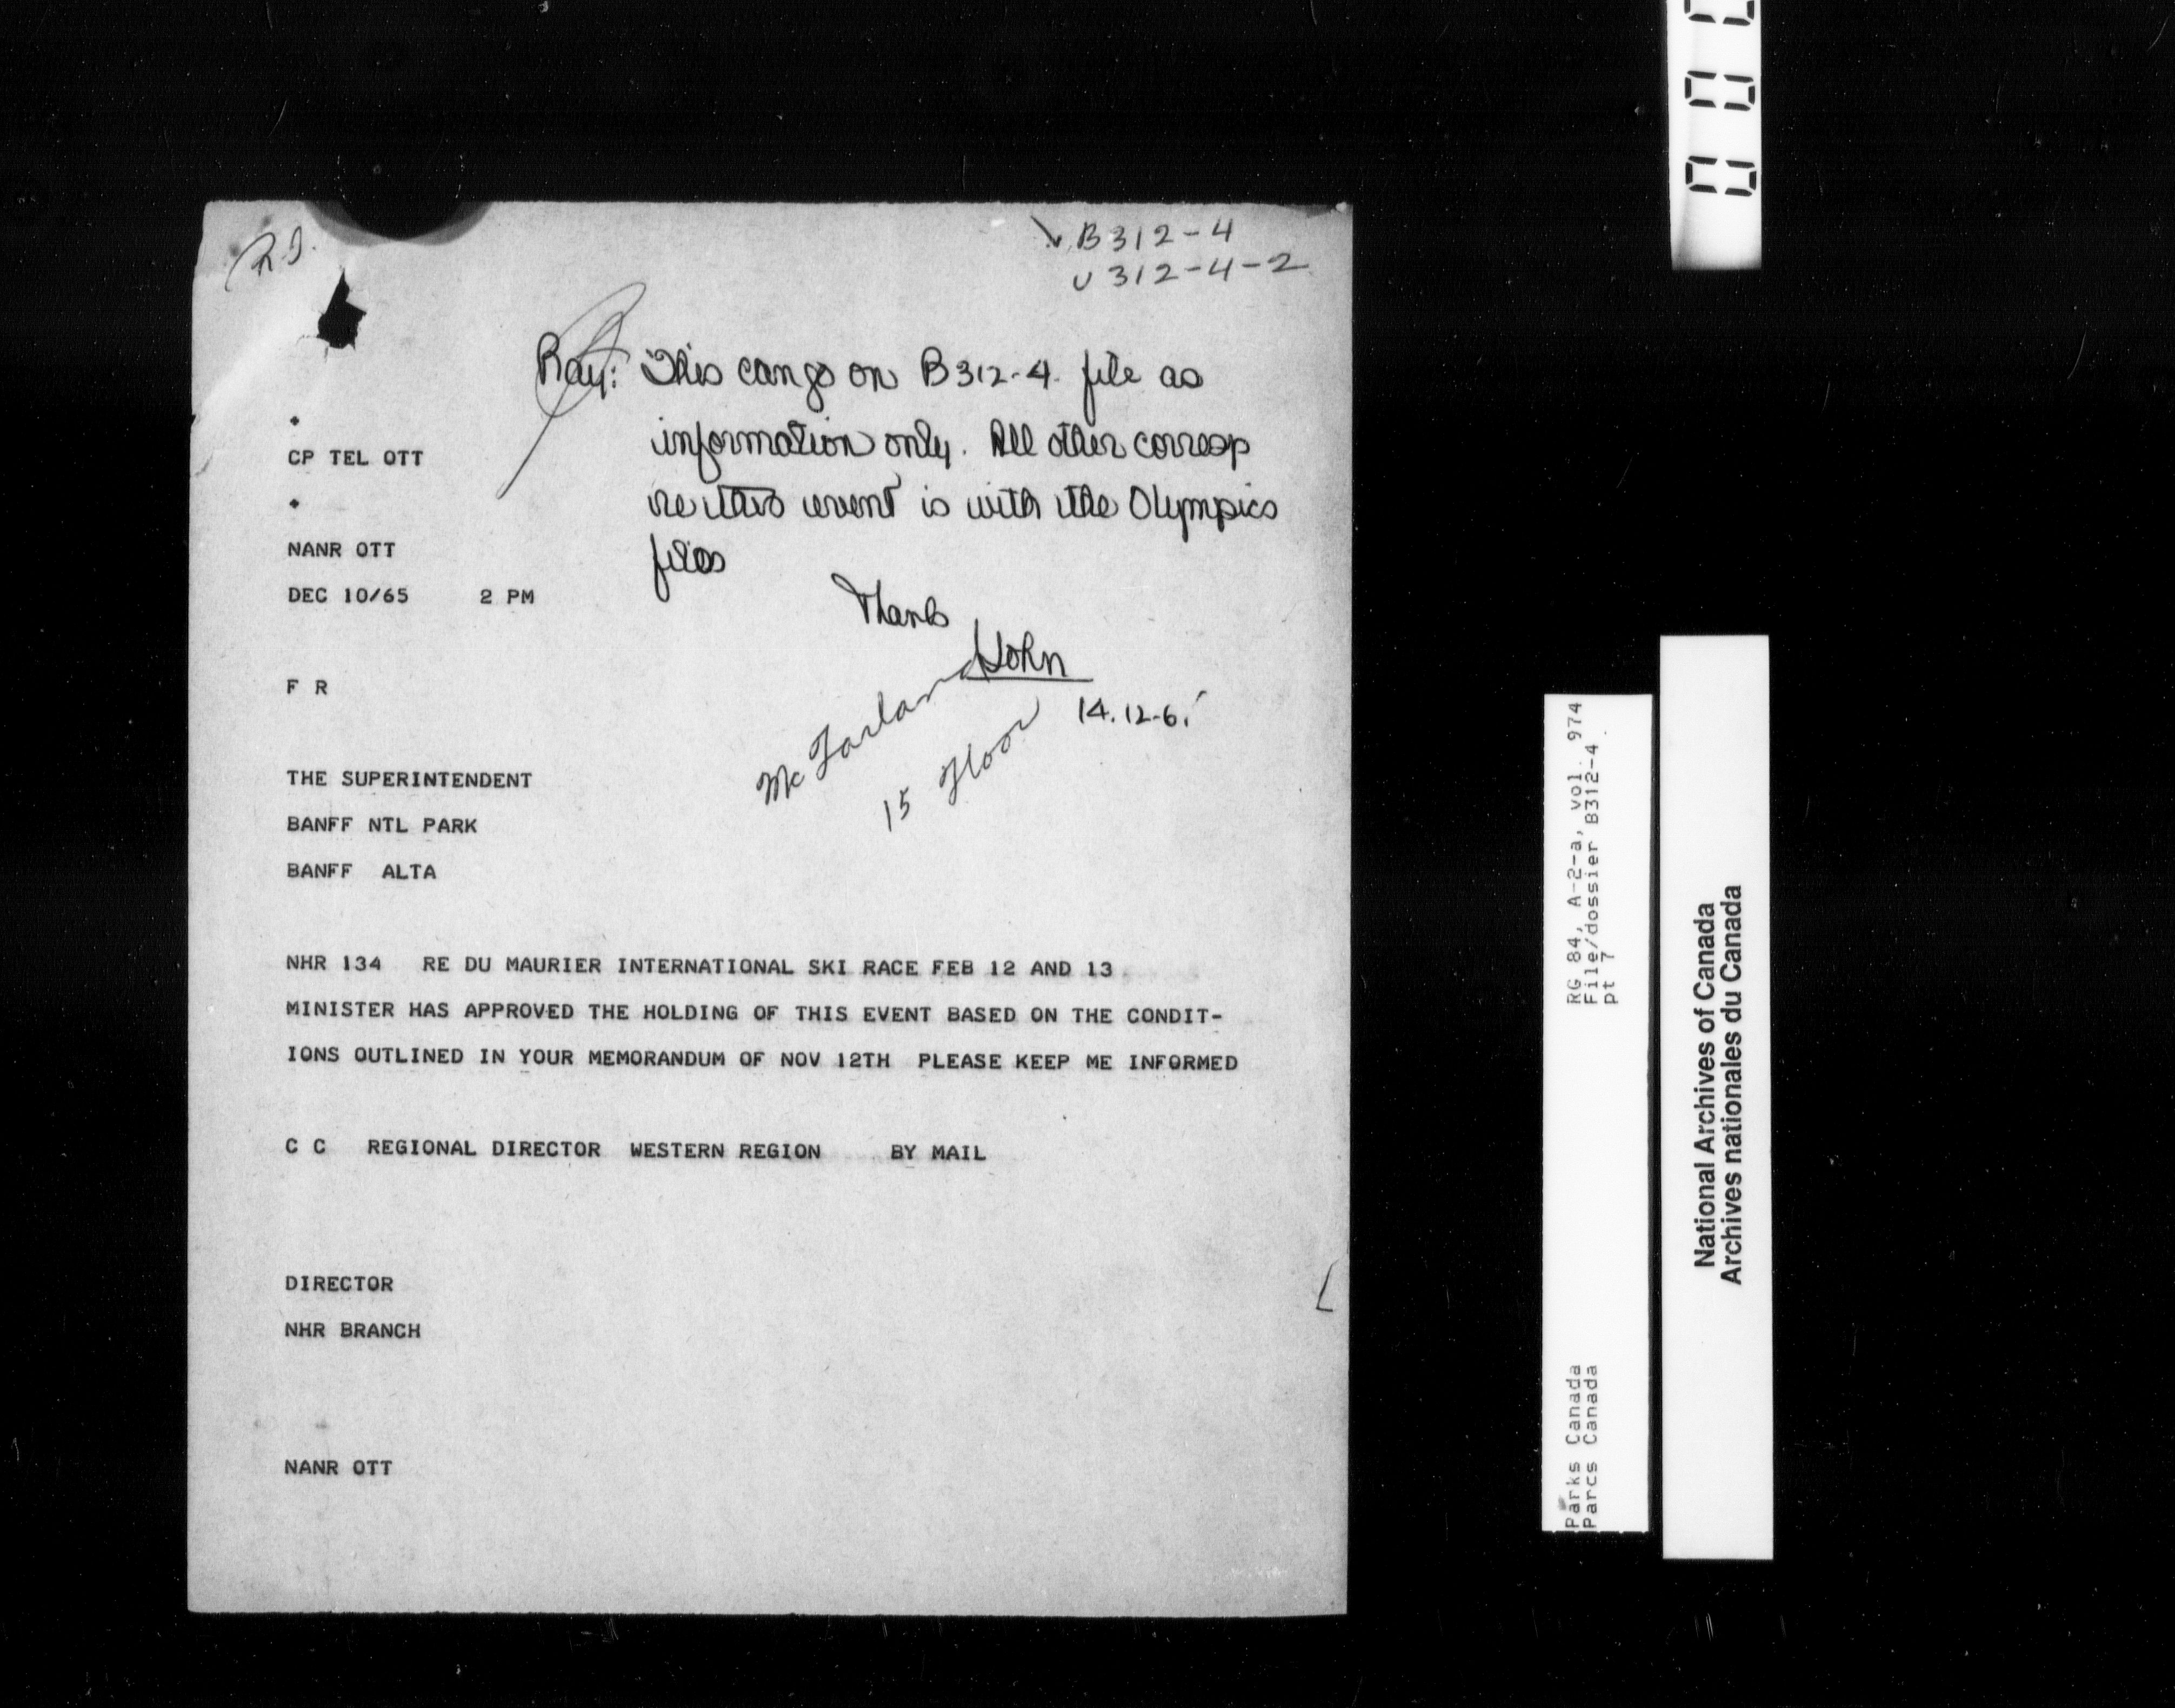 B312-4
U312-4-2
Ray: This can go on B312-4 file as
information only. All other corresp
re this event is with the Olympics
files
Thanks
John
14.12.6
McFarland
15 Floor
CP TEL OTT
NANR OTT
DEC 10/65 2 PM
F R
THE SUPERINTENDENT
BANFF NTL PARK
BANFF ALTA
NHR 134 RE DU MAURIER INTERNATIONAL SKI RACE FEB 12 AND 13
MINISTER HAS APPROVED THE HOLDING OF THIS EVENT BASED ON THE CONDIT-
IONS OUTLINED IN YOUR MEMORANDUM OF NOV 12TH PLEASE KEEP ME INFORMED
C C REGIONAL DIRECTOR WESTERN REGION BY MAIL
DIRECTOR
NHR BRANCH
NANR OTT
Parks Canada
Parcs Canada
RG 84, A-2-a, vol. 974
File/dossier B312-4
pt 7
National Archives of Canada
Archives nationales du Canada